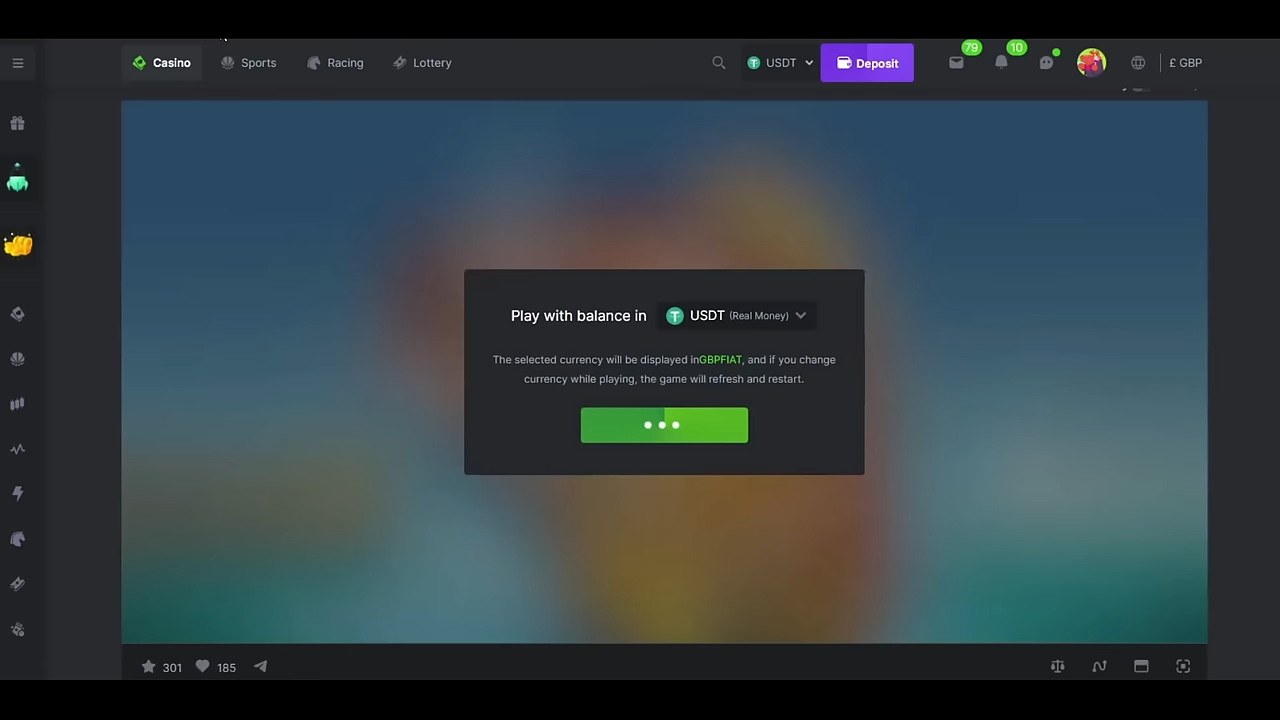 Casino
Sports
Racing
Lottery
USDT
Deposit
79
10
£ GBP
Play with balance in
USDT (Real Money)
The selected currency will be displayed inGBPFIAT, and if you change
currency while playing, the game will refresh and restart.
301
185